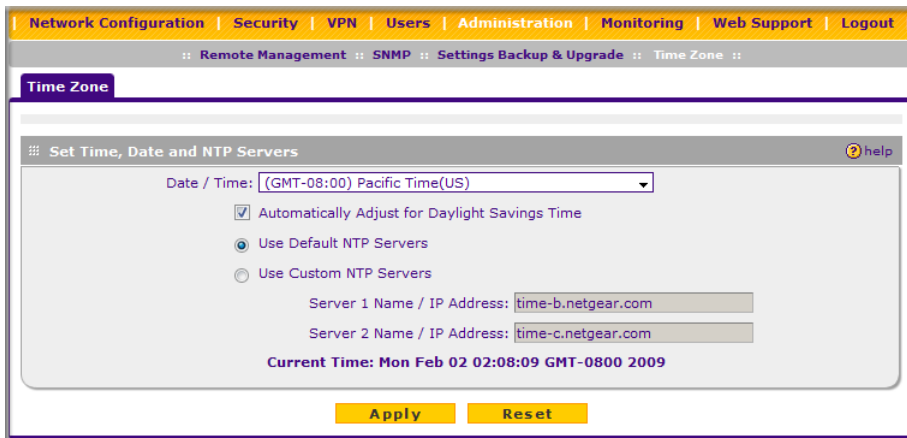 Network Configuration | Security | VPN | Users | Administration | Monitoring | Web Support | Logout
:: Remote Management :: SNMP :: Settings Backup & Upgrade :: Time Zone ::
Time Zone
Set Time, Date and NTP Servers ? help
Date / Time: (GMT-08:00) Pacific Time(US)
Automatically Adjust for Daylight Savings Time
Use Default NTP Servers
Use Custom NTP Servers
Server 1 Name / IP Address: time-b.netgear.com
Server 2 Name / IP Address: time-c.netgear.com
Current Time: Mon Feb 02 02:08:09 GMT-0800 2009
Apply Reset